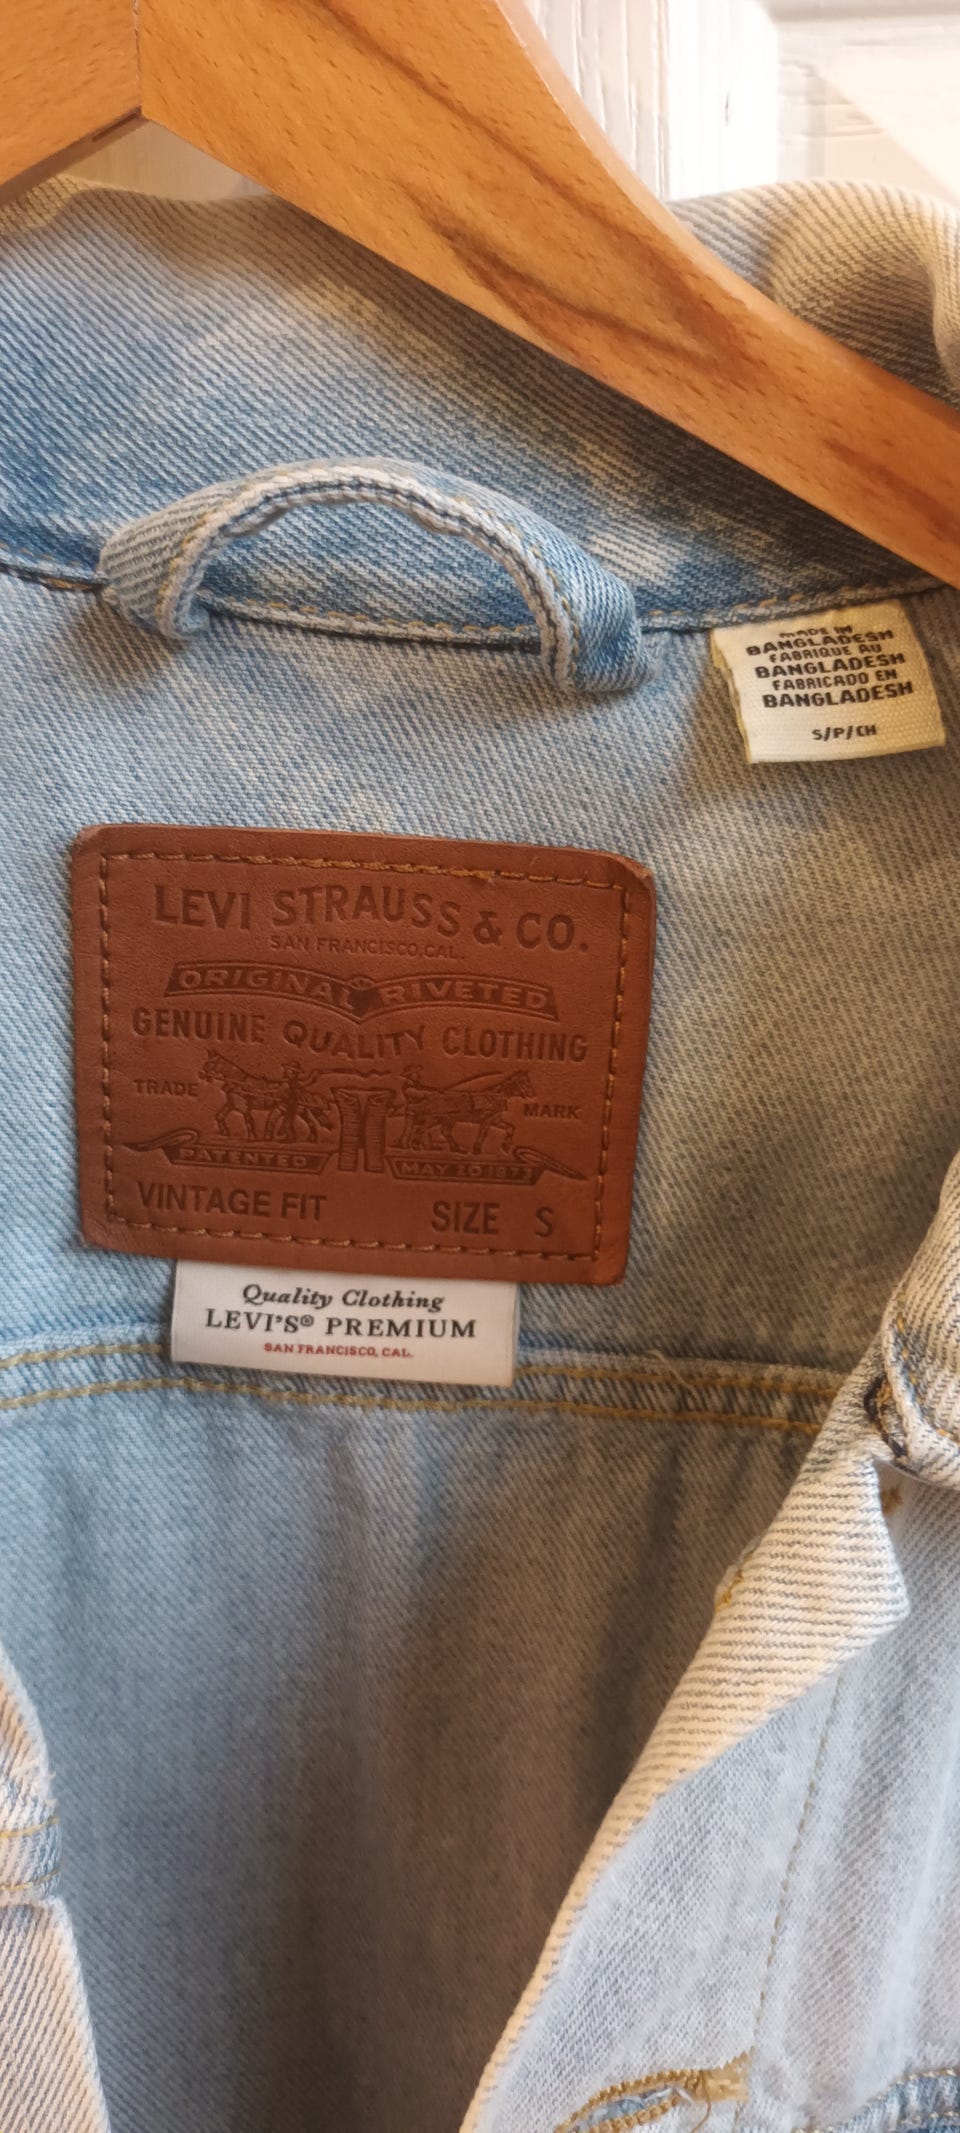 MADE IN
BANGLADESH
FABRIQUE AU
BANGLADESH
FABRICADO EN
BANGLADESH
S/P/CH
LEVI STRAUSS & CO.
SAN FRANCISCO, CAL.
ORIGINAL RIVETED
GENUINE QUALITY CLOTHING
TRADE MARK
PATENTED MAY 20 1873
VINTAGE FIT SIZE S
Quality Clothing
LEVI'S® PREMIUM
SAN FRANCISCO, CAL.